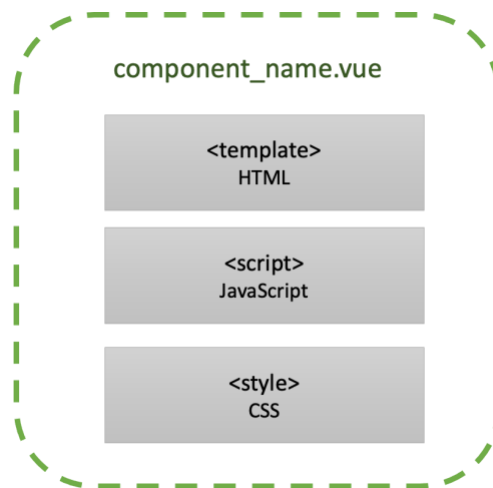 component_name.vue
<template>
HTML
<script>
JavaScript
<style>
CSS